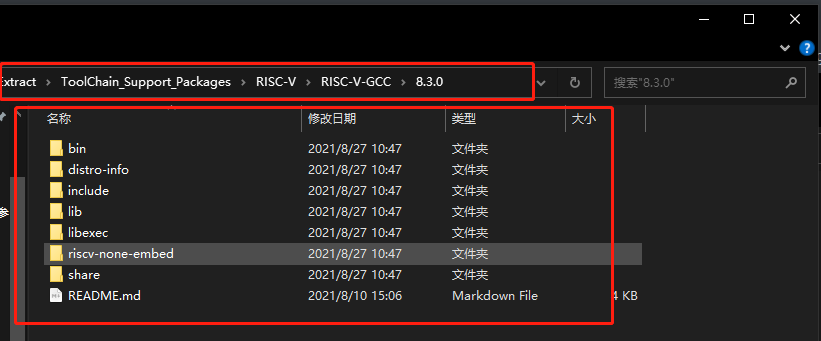 Extract › ToolChain_Support_Packages › RISC-V › RISC-V-GCC › 8.3.0
搜索"8.3.0"
名称 修改日期 类型 大小
bin 2021/8/27 10:47 文件夹
distro-info 2021/8/27 10:47 文件夹
include 2021/8/27 10:47 文件夹
lib 2021/8/27 10:47 文件夹
libexec 2021/8/27 10:47 文件夹
riscv-none-embed 2021/8/27 10:47 文件夹
share 2021/8/27 10:47 文件夹
README.md 2021/8/10 15:06 Markdown File 4 KB
参